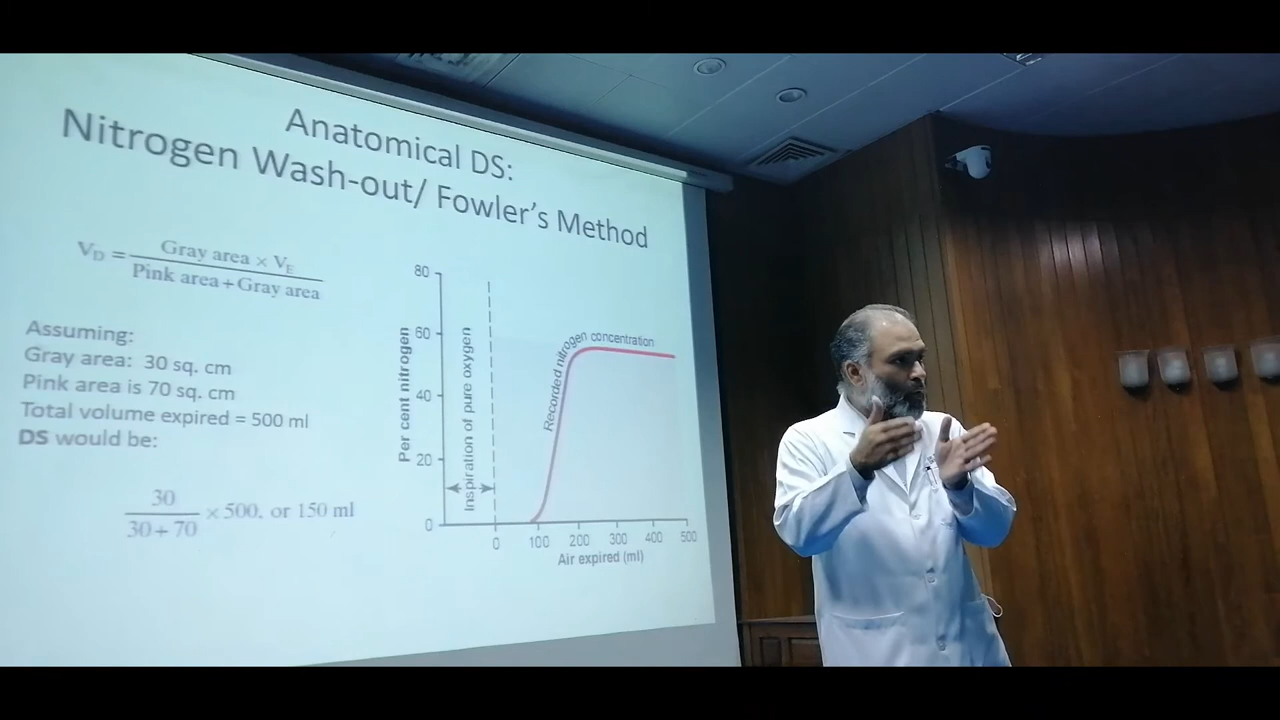 Anatomical DS:
Nitrogen Wash-out/ Fowler's Method
V_D = Gray area × V_E
Pink area + Gray area
Assuming:
Gray area: 30 sq. cm
Pink area is 70 sq. cm
Total volume expired = 500 ml
DS would be:
30
30 + 70
× 500, or 150 ml
Per cent nitrogen
80
60
40
20
0
Inspiration of pure oxygen
Recorded nitrogen concentration
0 100 200 300 400 500
Air expired (ml)